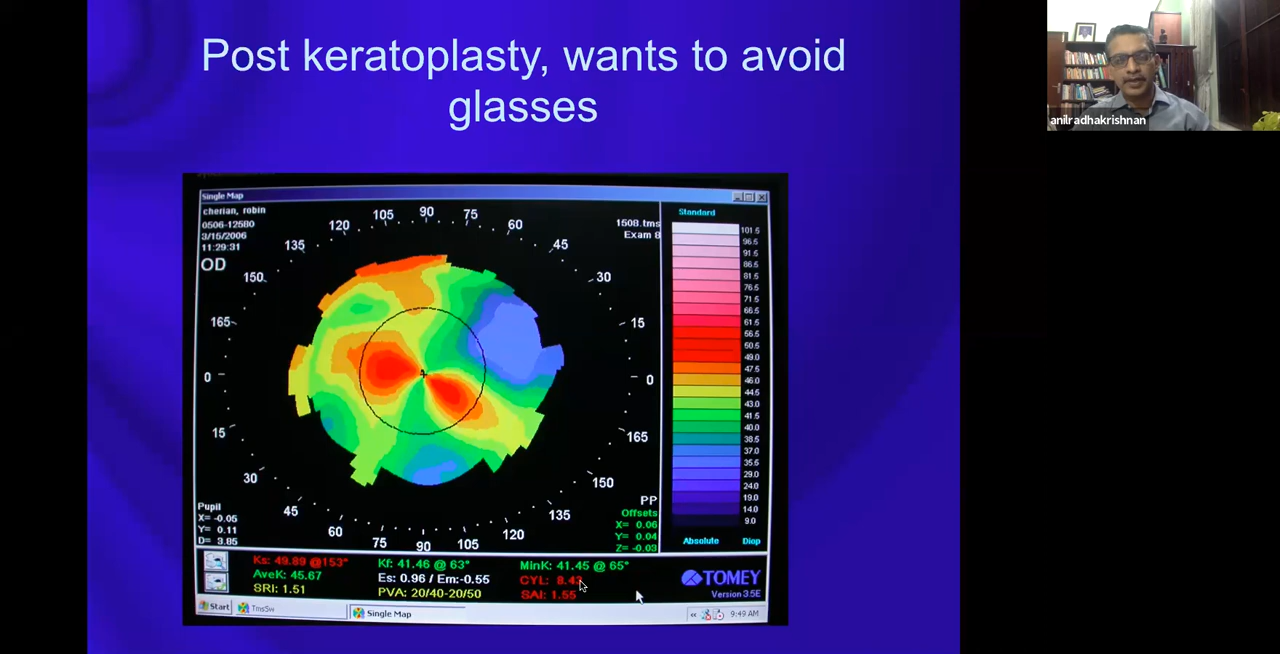 Post keratoplasty, wants to avoid
glasses
anilradhakrishnan
Single Map
cherian, robin
0506-12580
3/15/2006
11:29:31
OD
1508.tms
Exam 8
105 90 75
120 60
135 45
150 30
165 15
0 0
15 165
30 150
45 135
60 120
75 90 105
Pupil
X= -0.05
Y= 0.11
D= 3.85
PP
Offsets
X= 0.06
Y= 0.04
Z= -0.03
Standard
101.5
96.5
91.5
86.5
81.5
76.5
71.5
66.5
61.5
56.5
50.5
49.0
47.5
46.0
44.5
43.0
41.5
40.0
38.5
37.0
35.5
29.0
24.0
19.0
14.0
9.0
Absolute Diop
Ks: 49.89 @153° Kf: 41.46 @ 63° MinK: 41.45 @ 65°
AveK: 45.67 Es: 0.96 / Em:-0.55 CYL: 8.43
SRI: 1.51 PVA: 20/40-20/50 SAI: 1.55
TOMEY
Version 3.5E
Start Tms5w Single Map « 9:49 AM